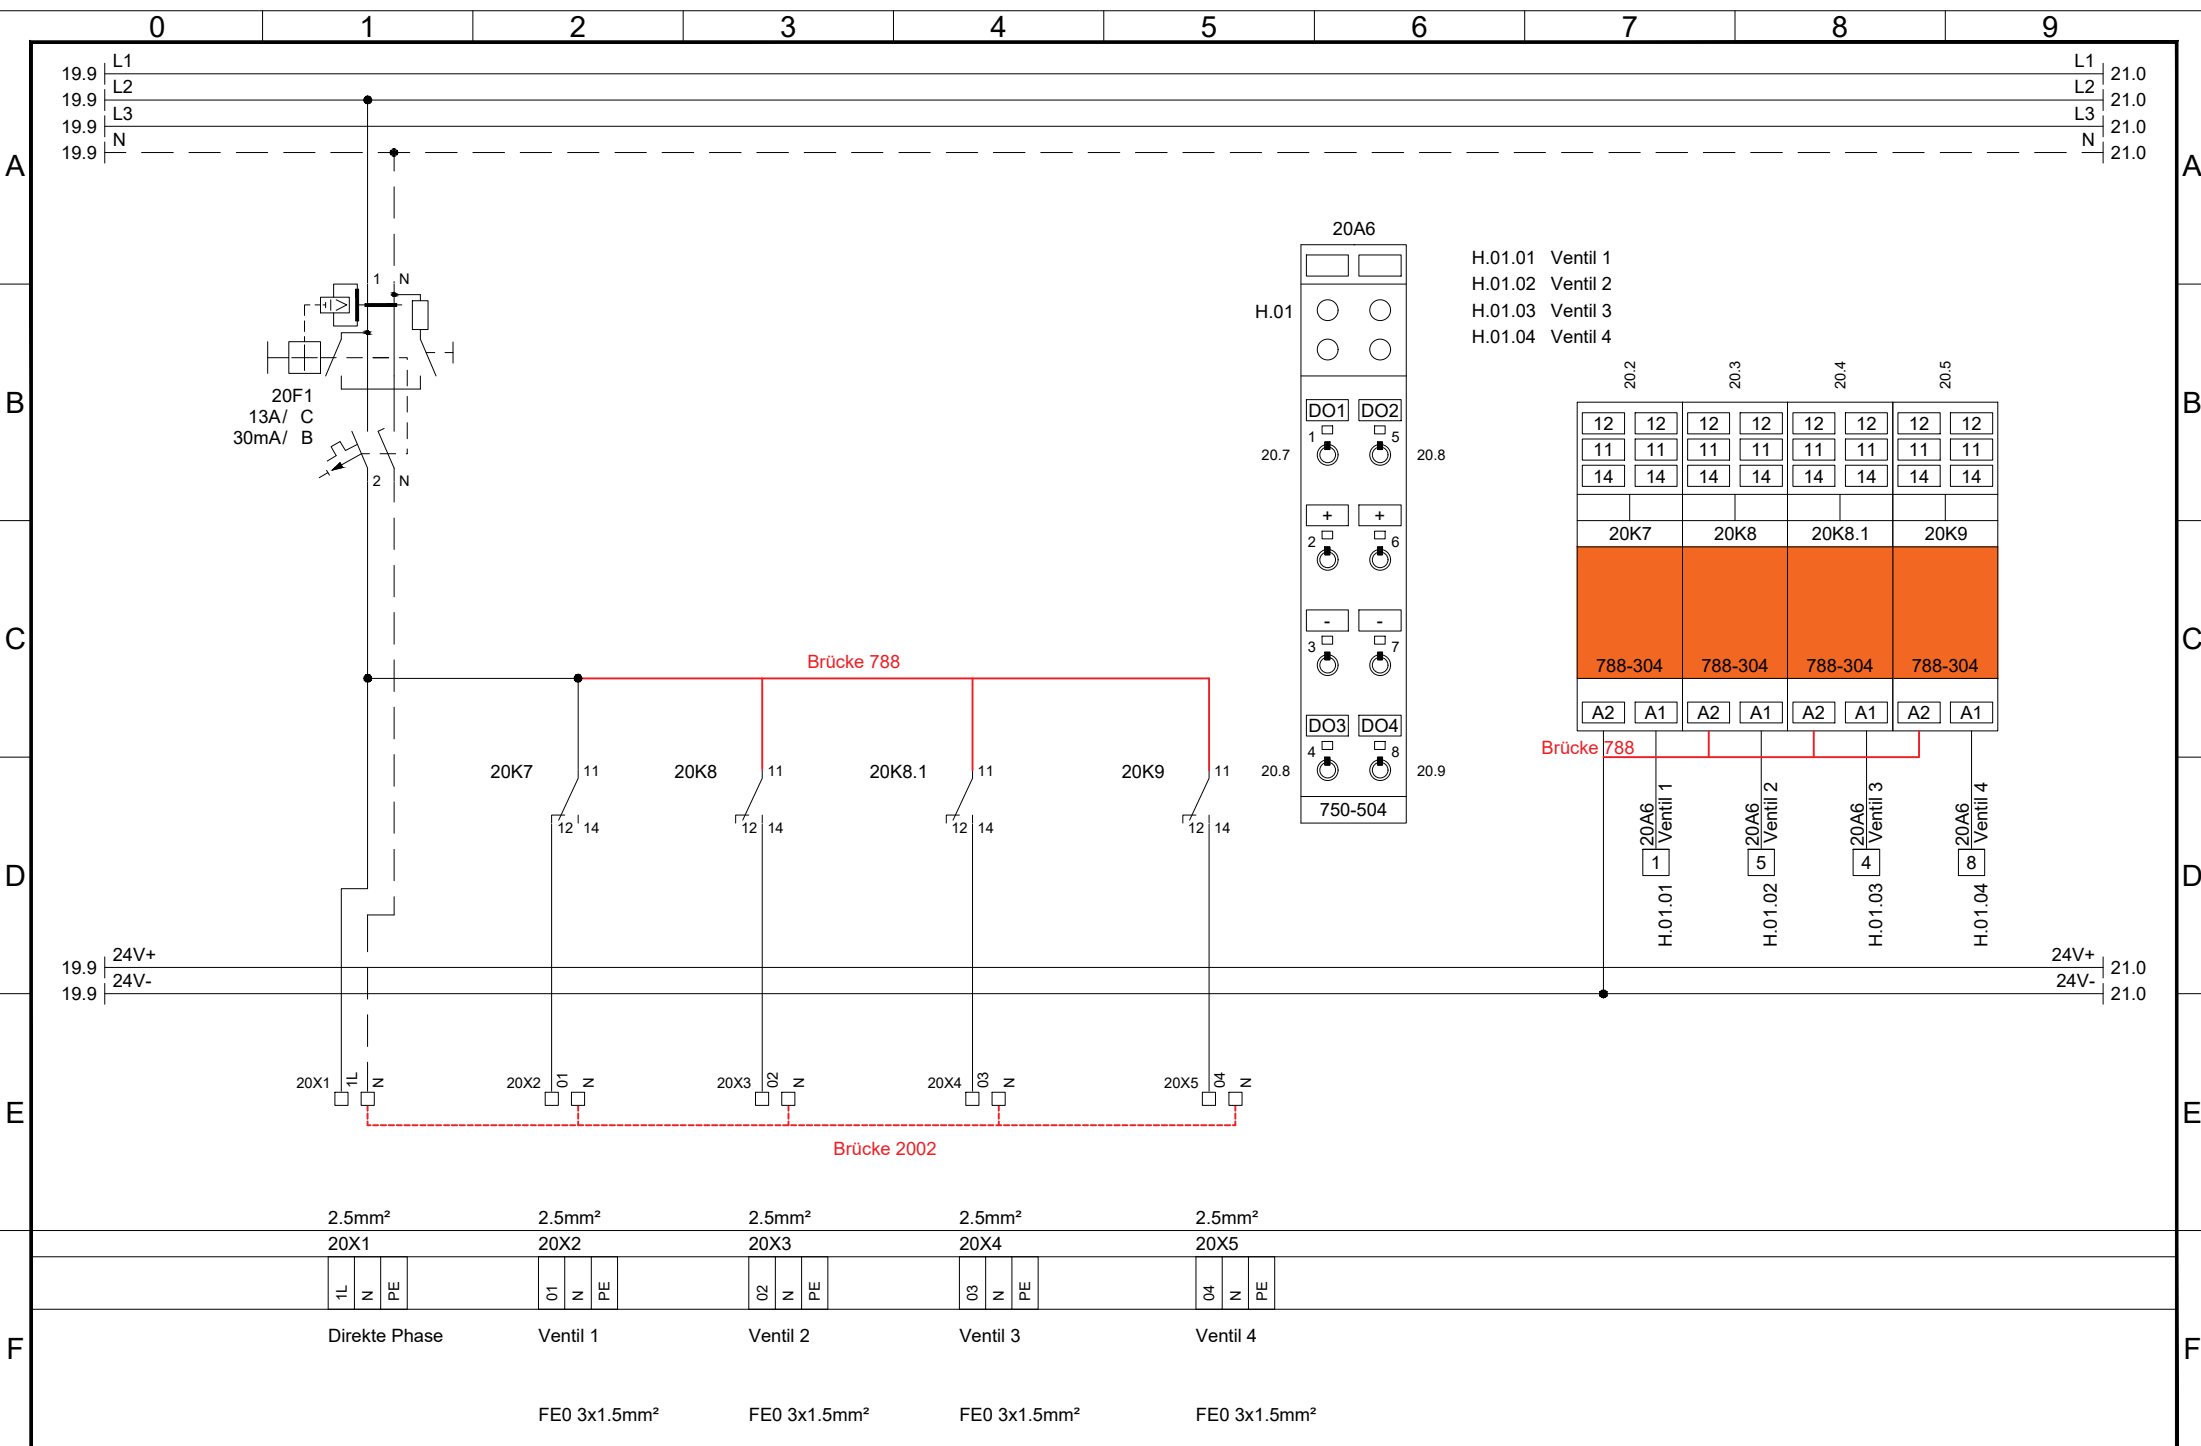 0 1 2 3 4 5 6 7 8 9
19.9 L1 L1 21.0
19.9 L2 L2 21.0
19.9 L3 L3 21.0
19.9 N N 21.0
A A
20A6
H.01.01 Ventil 1
H.01.02 Ventil 2
H.01.03 Ventil 3
H.01.04 Ventil 4
1 N
I>
H.01
20F1
13A/ C
30mA/ B
2 N
B B
DO1 DO2
1 5
20.7 20.8
+ +
2 6
- -
3 7
DO3 DO4
4 8
20.8 20.9
750-504
20.2 20.3 20.4 20.5
12 12 12 12 12 12 12 12
11 11 11 11 11 11 11 11
14 14 14 14 14 14 14 14
20K7 20K8 20K8.1 20K9
788-304 788-304 788-304 788-304
A2 A1 A2 A1 A2 A1 A2 A1
Brücke 788
C C
Brücke 788
20K7 11 20K8 11 20K8.1 11 20K9 11
12 14 12 14 12 14 12 14
20A6 Ventil 1 20A6 Ventil 2 20A6 Ventil 3 20A6 Ventil 4
1 5 4 8
H.01.01 H.01.02 H.01.03 H.01.04
D D
19.9 24V+ 24V+ 21.0
19.9 24V- 24V- 21.0
20X1 1L N 20X2 01 N 20X3 02 N 20X4 03 N 20X5 04 N
E E
Brücke 2002
2.5mm² 2.5mm² 2.5mm² 2.5mm² 2.5mm²
20X1 20X2 20X3 20X4 20X5
1L N PE 01 N PE 02 N PE 03 N PE 04 N PE
Direkte Phase Ventil 1 Ventil 2 Ventil 3 Ventil 4
F F
FE0 3x1.5mm² FE0 3x1.5mm² FE0 3x1.5mm² FE0 3x1.5mm²